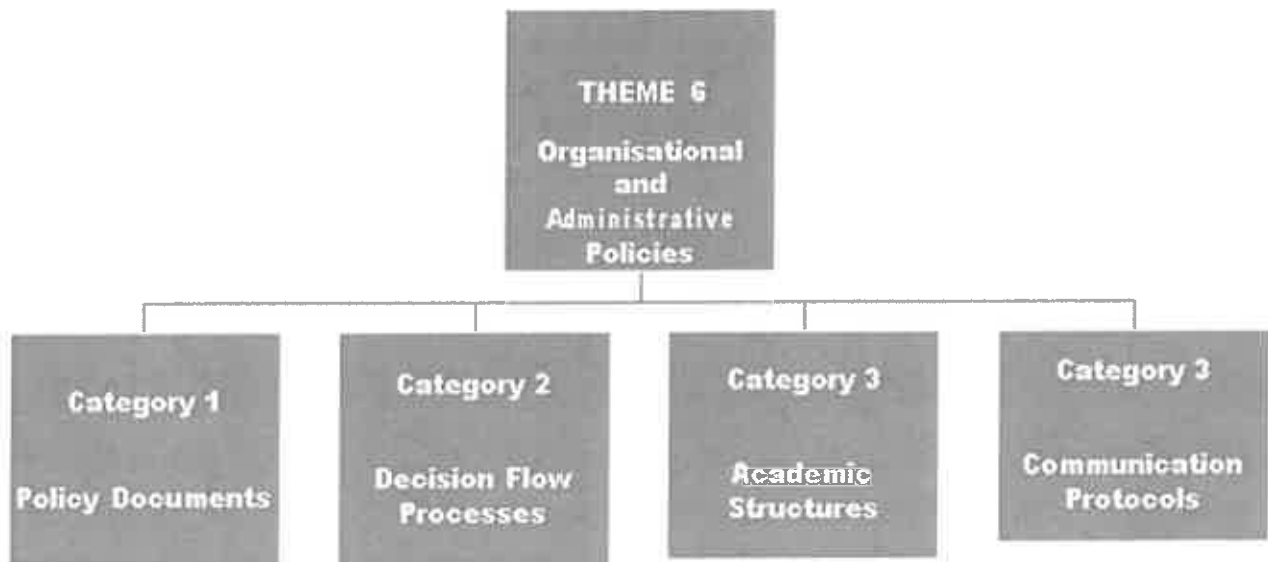 THEME 6
Organisational
and
Administrative
Policies
Category 1
Policy Documents
Category 2
Decision Flow
Processes
Category 3
Academic
Structures
Category 3
Communication
Protocols